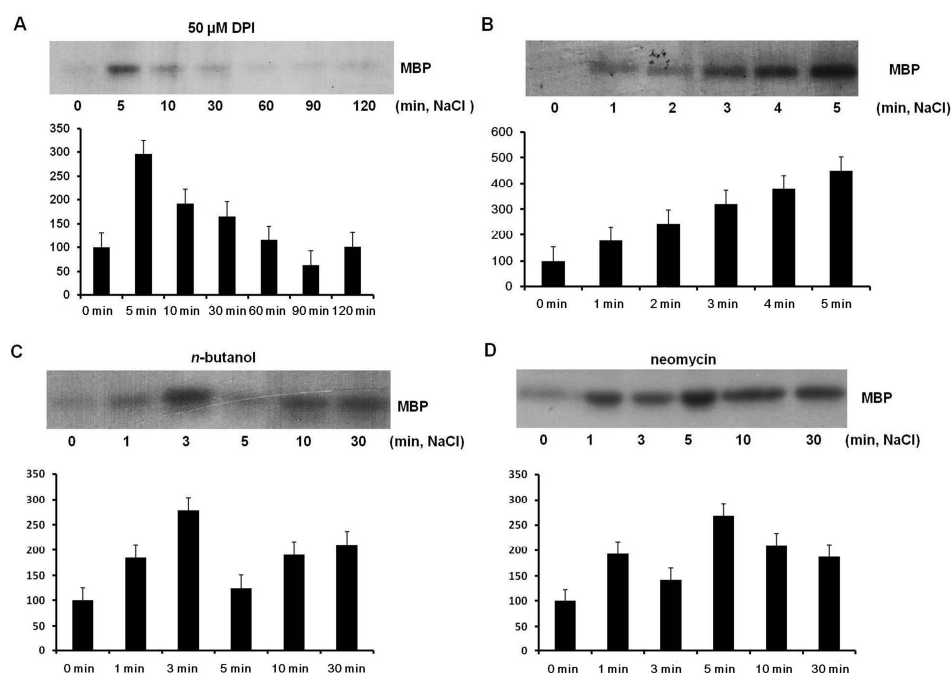 A
50 µM DPI
MBP
0 5 10 30 60 90 120 (min, NaCl )
350
300
250
200
150
100
50
0
0 min 5 min 10 min 30 min 60 min 90 min 120 min
B
MBP
0 1 2 3 4 5 (min, NaCl)
600
500
400
300
200
100
0
0 min 1 min 2 min 3 min 4 min 5 min
C
n-butanol
MBP
0 1 3 5 10 30 (min, NaCl)
350
300
250
200
150
100
50
0
0 min 1 min 3 min 5 min 10 min 30 min
D
neomycin
MBP
0 1 3 5 10 30 (min, NaCl)
350
300
250
200
150
100
50
0
0 min 1 min 3 min 5 min 10 min 30 min